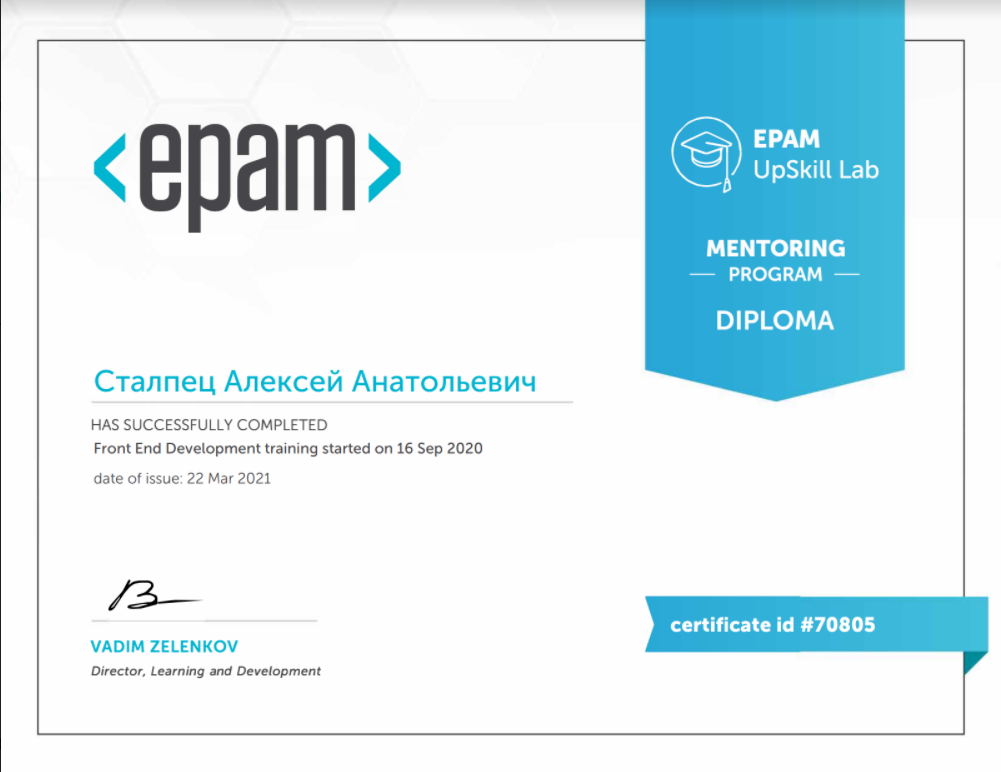 <epam>
EPAM
UpSkill Lab
MENTORING
PROGRAM
DIPLOMA
Сталпец Алексей Анатольевич
HAS SUCCESSFULLY COMPLETED
Front End Development training started on 16 Sep 2020
date of issue: 22 Mar 2021
VADIM ZELENKOV
Director, Learning and Development
certificate id #70805